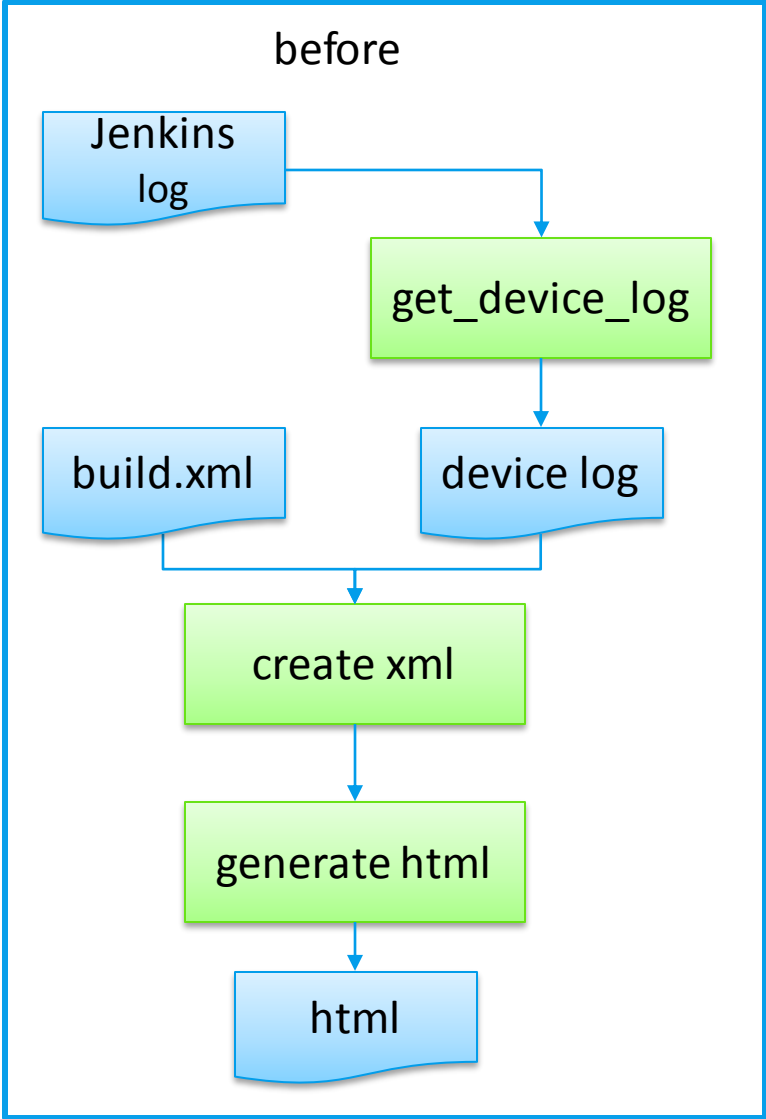 before
Jenkins
log
get_device_log
build.xml
device log
create xml
generate html
html